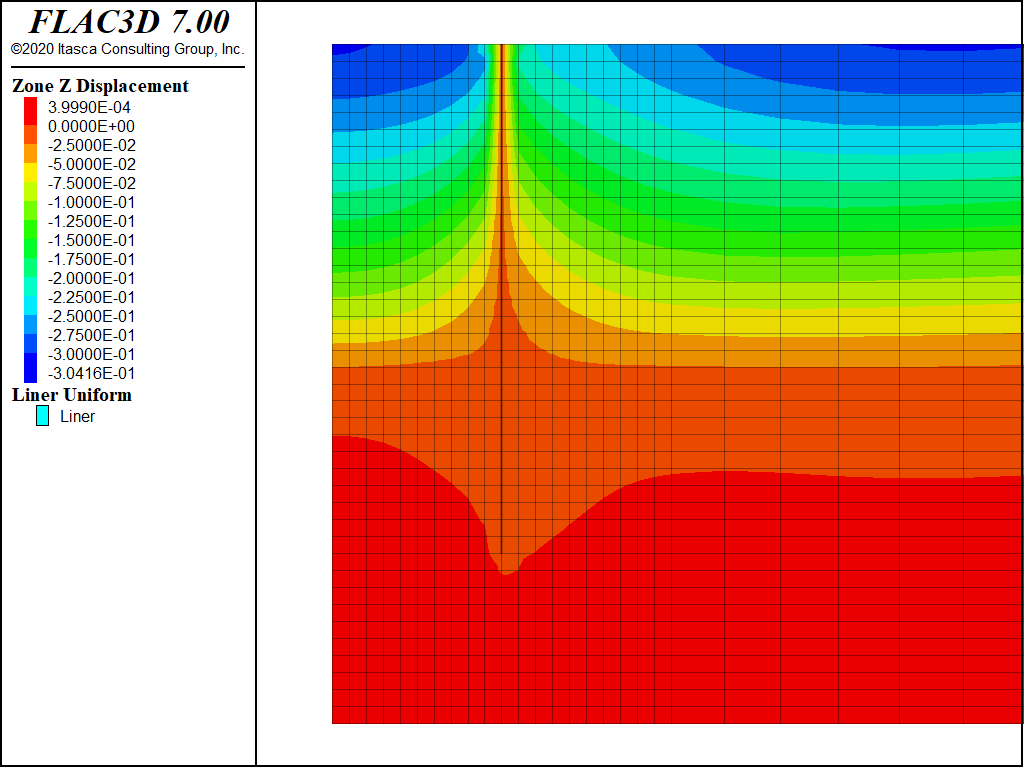 FLAC3D 7.00
©2020 Itasca Consulting Group, Inc.
Zone Z Displacement
3.9990E-04
0.0000E+00
-2.5000E-02
-5.0000E-02
-7.5000E-02
-1.0000E-01
-1.2500E-01
-1.5000E-01
-1.7500E-01
-2.0000E-01
-2.2500E-01
-2.5000E-01
-2.7500E-01
-3.0000E-01
-3.0416E-01
Liner Uniform
Liner